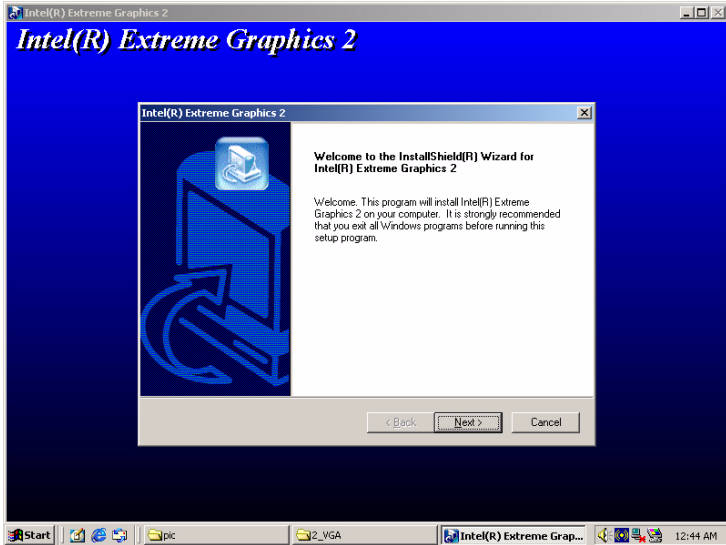 Intel(R) Extreme Graphics 2
Intel(R) Extreme Graphics 2
Intel(R) Extreme Graphics 2
Welcome to the InstallShield(R) Wizard for
Intel(R) Extreme Graphics 2
Welcome. This program will install Intel(R) Extreme
Graphics 2 on your computer. It is strongly recommended
that you exit all Windows programs before running this
setup program.
< Back
Next >
Cancel
Start
pic
2_VGA
Intel(R) Extreme Grap...
12:44 AM